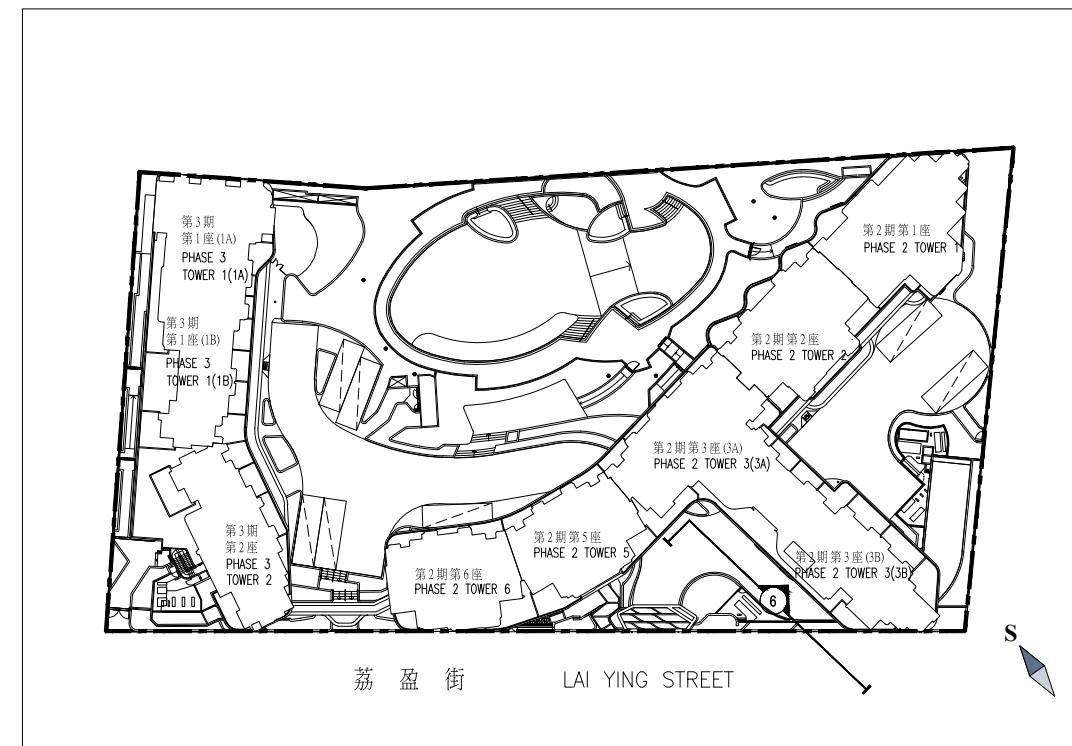 第3期
第1座(1A)
PHASE 3
TOWER 1(1A)
第3期
第1座(1B)
PHASE 3
TOWER 1(1B)
第3期
第2座
PHASE 3
TOWER 2
第2期第1座
PHASE 2 TOWER 1
第2期第2座
PHASE 2 TOWER 2
第2期第3座(3A)
PHASE 2 TOWER 3(3A)
第2期第5座
PHASE 2 TOWER 5
第2期第6座
PHASE 2 TOWER 6
第2期第3座(3B)
PHASE 2 TOWER 3(3B)
6
S
荔盈街 LAI YING STREET